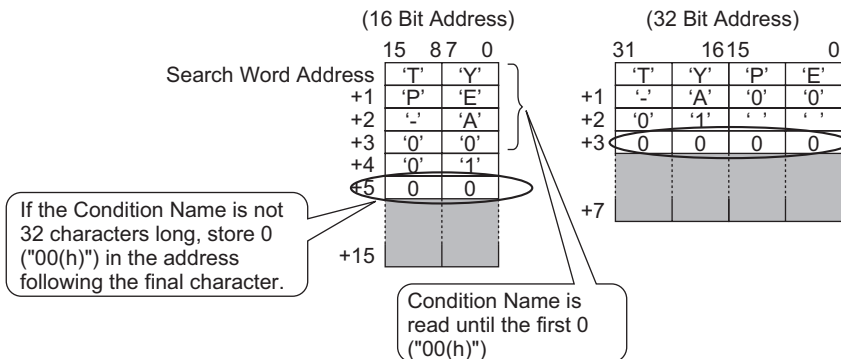 (16 Bit Address)
15 8 7 0
Search Word Address 'T' 'Y'
+1 'P' 'E'
+2 '-' 'A'
+3 '0' '0'
+4 '0' '1'
+5 0 0
+15
(32 Bit Address)
31 16 15 0
'T' 'Y' 'P' 'E'
+1 '-' 'A' '0' '0'
+2 '0' '1' ' ' ' '
+3 0 0 0 0
+7
If the Condition Name is not
32 characters long, store 0
("00(h)") in the address
following the final character.
Condition Name is
read until the first 0
("00(h)")